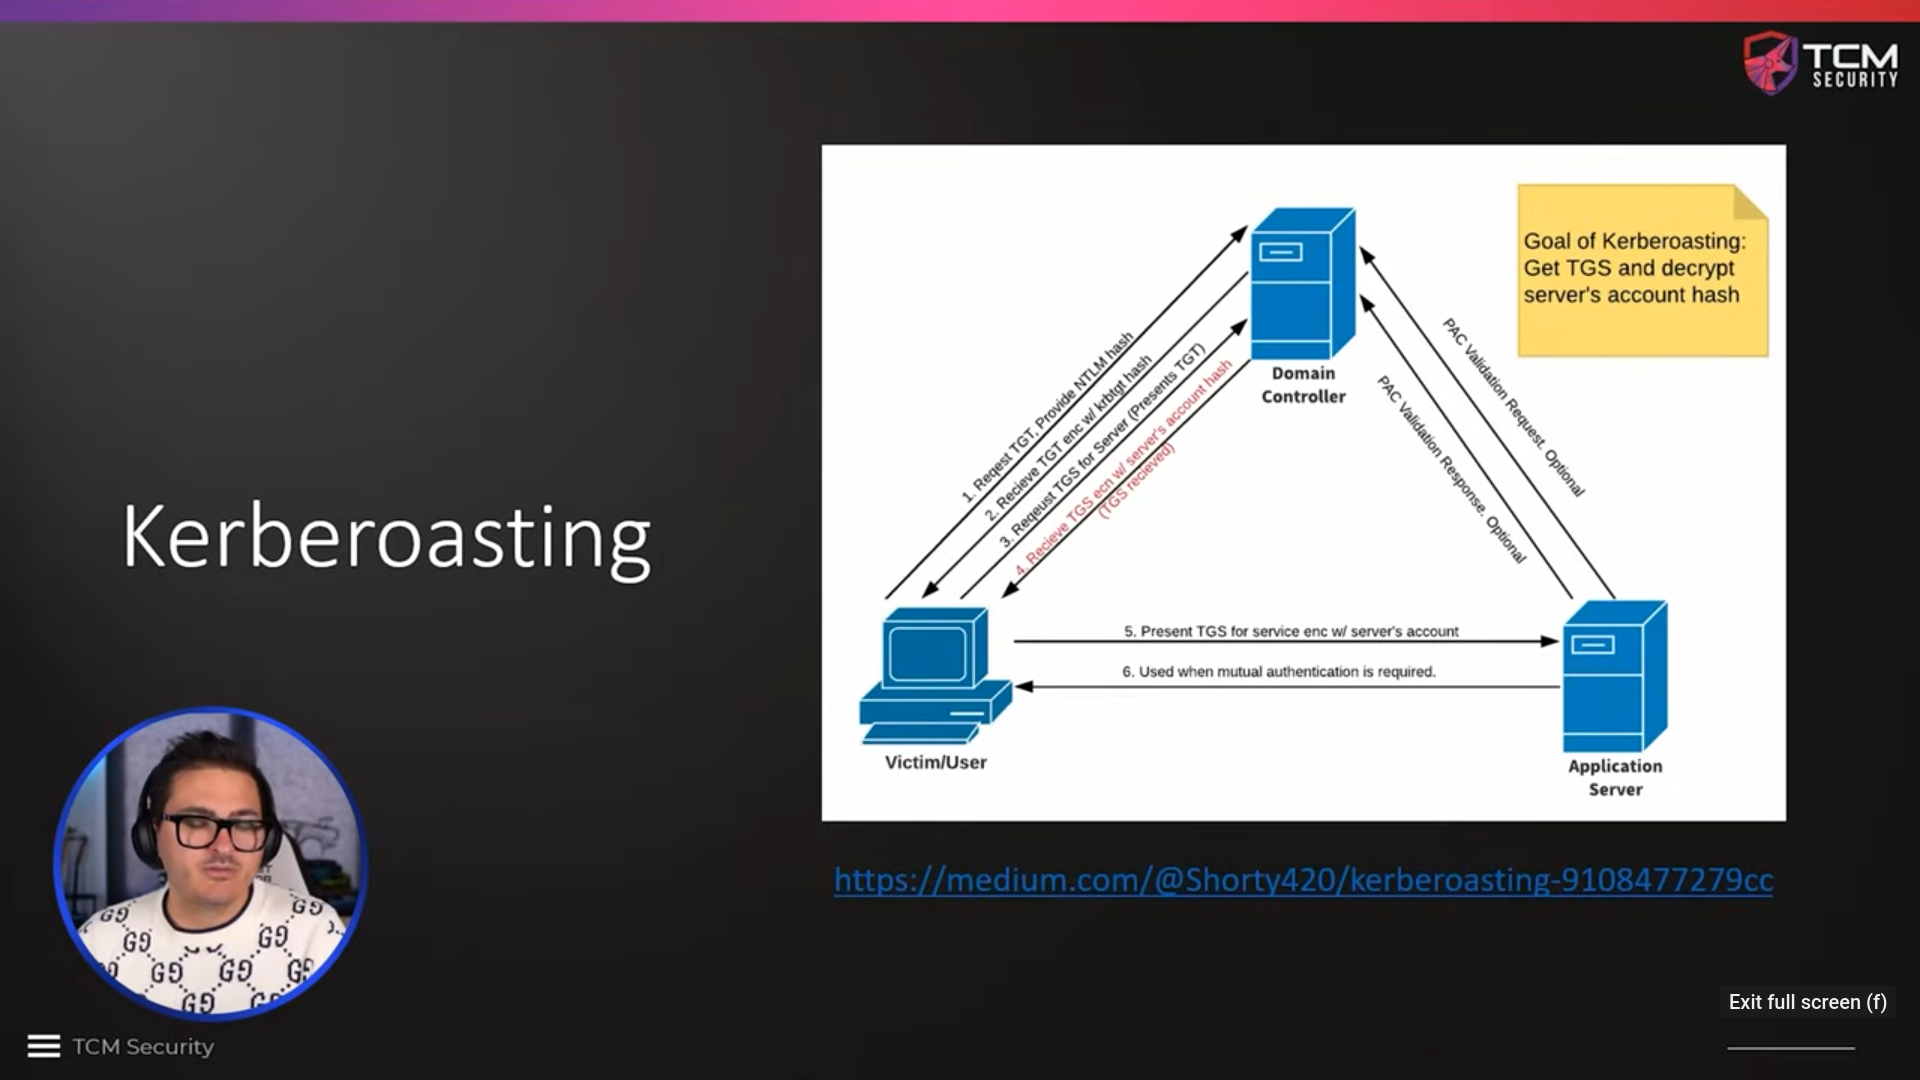 TCM
SECURITY
Kerberoasting
Goal of Kerberoasting:
Get TGS and decrypt
server's account hash
Domain
Controller
1. Reqest TGT, Provide NTLM hash
2. Recieve TGT enc w/ krbtgt hash
3. Reqeust TGS for Server (Presents TGT)
4. Recieve TGS ecn w/ server's account hash
(TGS recieved)
PAC Validation Request. Optional
PAC Validation Response. Optional
5. Present TGS for service enc w/ server's account
6. Used when mutual authentication is required.
Victim/User
Application
Server
https://medium.com/@Shorty420/kerberoasting-9108477279cc
Exit full screen (f)
TCM Security